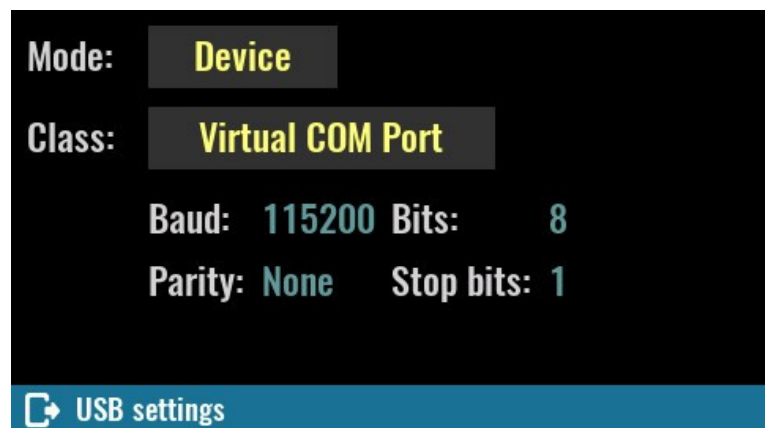 Mode: Device
Class: Virtual COM Port
Baud: 115200 Bits: 8
Parity: None Stop bits: 1
USB settings